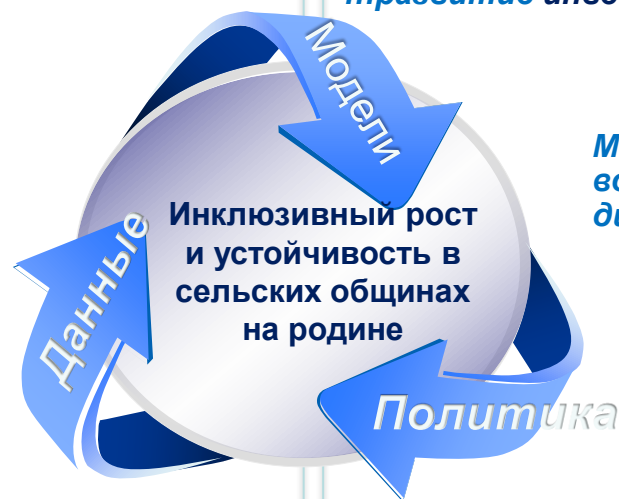 Модели
Инклюзивный рост
и устойчивость в
сельских общинах
на родине
Данные
Политика